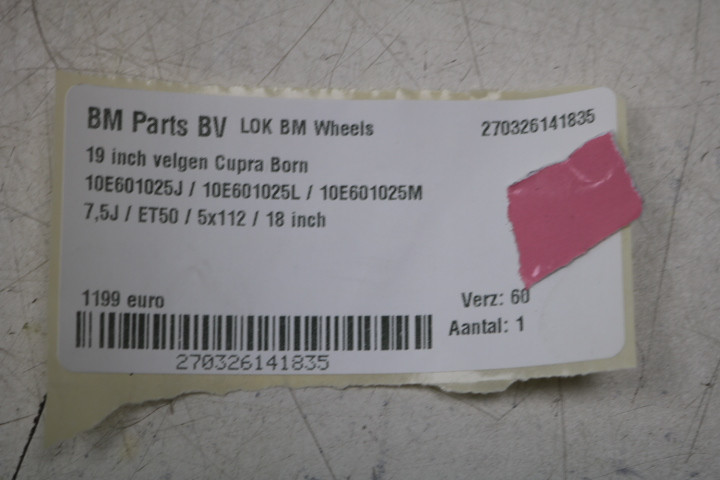 BM Parts BV LOK BM Wheels 270326141835
19 inch velgen Cupra Born
10E601025J / 10E601025L / 10E601025M
7,5J / ET50 / 5x112 / 18 inch
1199 euro Verz: 60
Aantal: 1
270326141835